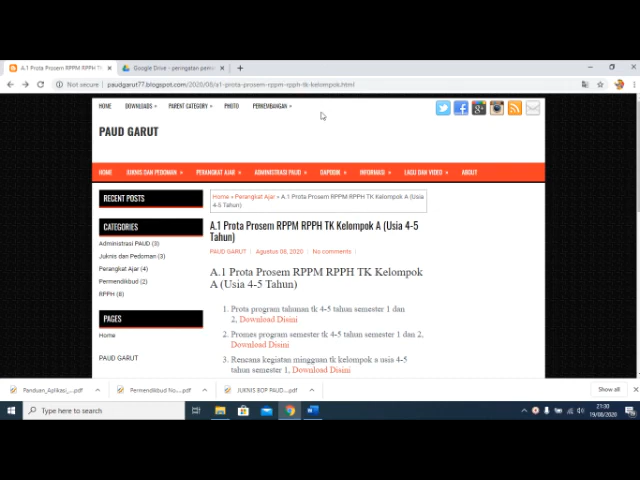 A.1 Prota Prosem RPPM RPPH TK
Google Drive - peringatan pem
Not secure | paudgarut77.blogspot.com/2020/08/a1-prota-prosem-rppm-rpph-tk-kelompok.html
HOME DOWNLOADS » PARENT CATEGORY » PHOTO PERKEMBANGAN »
PAUD GARUT
HOME JUKNIS DAN PEDOMAN » PERANGKAT AJAR » ADMINISTRASI PAUD » DAPODIK » INFORMASI » LAGU DAN VIDEO » ABOUT
RECENT POSTS
CATEGORIES
Administrasi PAUD (3)
Juknis dan Pedoman (3)
Perangkat Ajar (4)
Permendikbud (2)
RPPH (8)
PAGES
Home
PAUD GARUT
Home » Perangkat Ajar » A.1 Prota Prosem RPPM RPPH TK Kelompok A (Usia
4-5 Tahun)
A.1 Prota Prosem RPPM RPPH TK Kelompok A (Usia 4-5
Tahun)
PAUD GARUT | Agustus 08, 2020 | No comments
A.1 Prota Prosem RPPM RPPH TK Kelompok
A (Usia 4-5 Tahun)
1. Prota program tahunan tk 4-5 tahun semester 1 dan
2, Download Disini
2. Promes program semester tk 4-5 tahun semester 1 dan 2,
Download Disini
3. Rencana kegiatan mingguan tk kelompok a usia 4-5
tahun semester 1, Download Disini
Panduan_Aplikasi_....pdf
Permendikbud No....pdf
JUKNIS BOP PAUD....pdf
Show all
Type here to search
21:30
19/08/2020